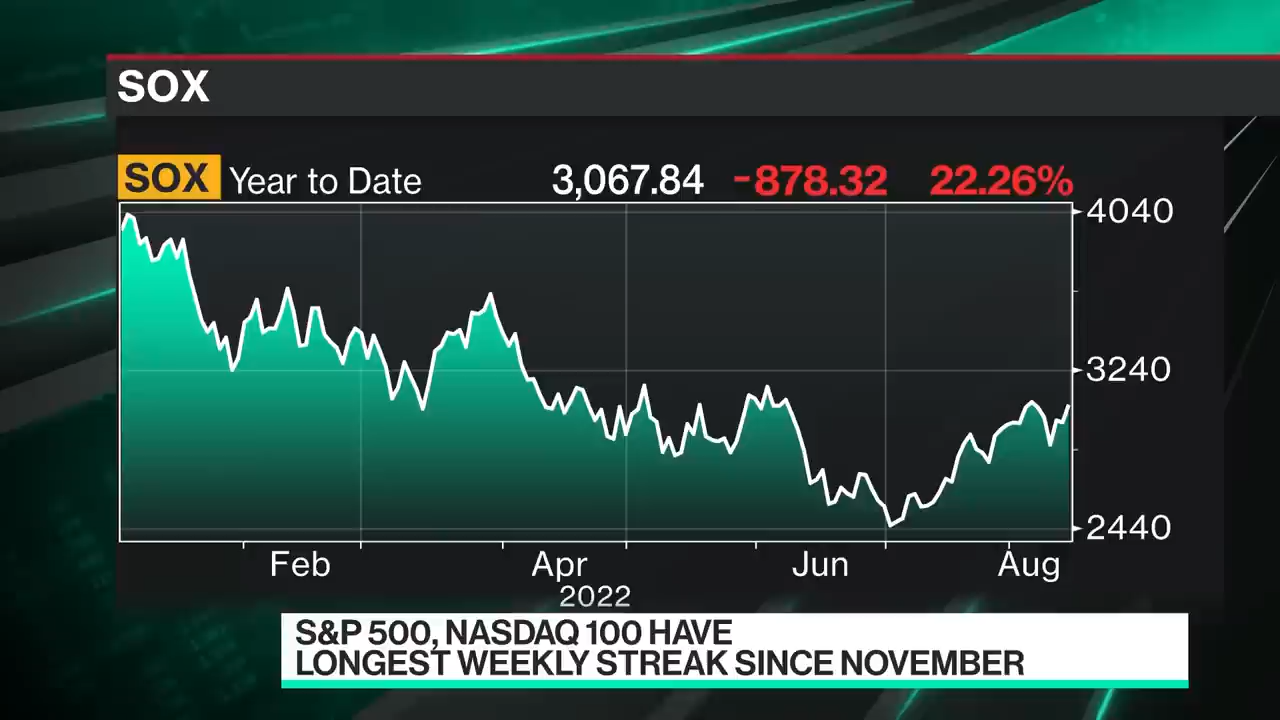 SOX
SOX Year to Date 3,067.84 -878.32 22.26%
4040
3240
2440
Feb Apr Jun Aug
2022
S&P 500, NASDAQ 100 HAVE
LONGEST WEEKLY STREAK SINCE NOVEMBER